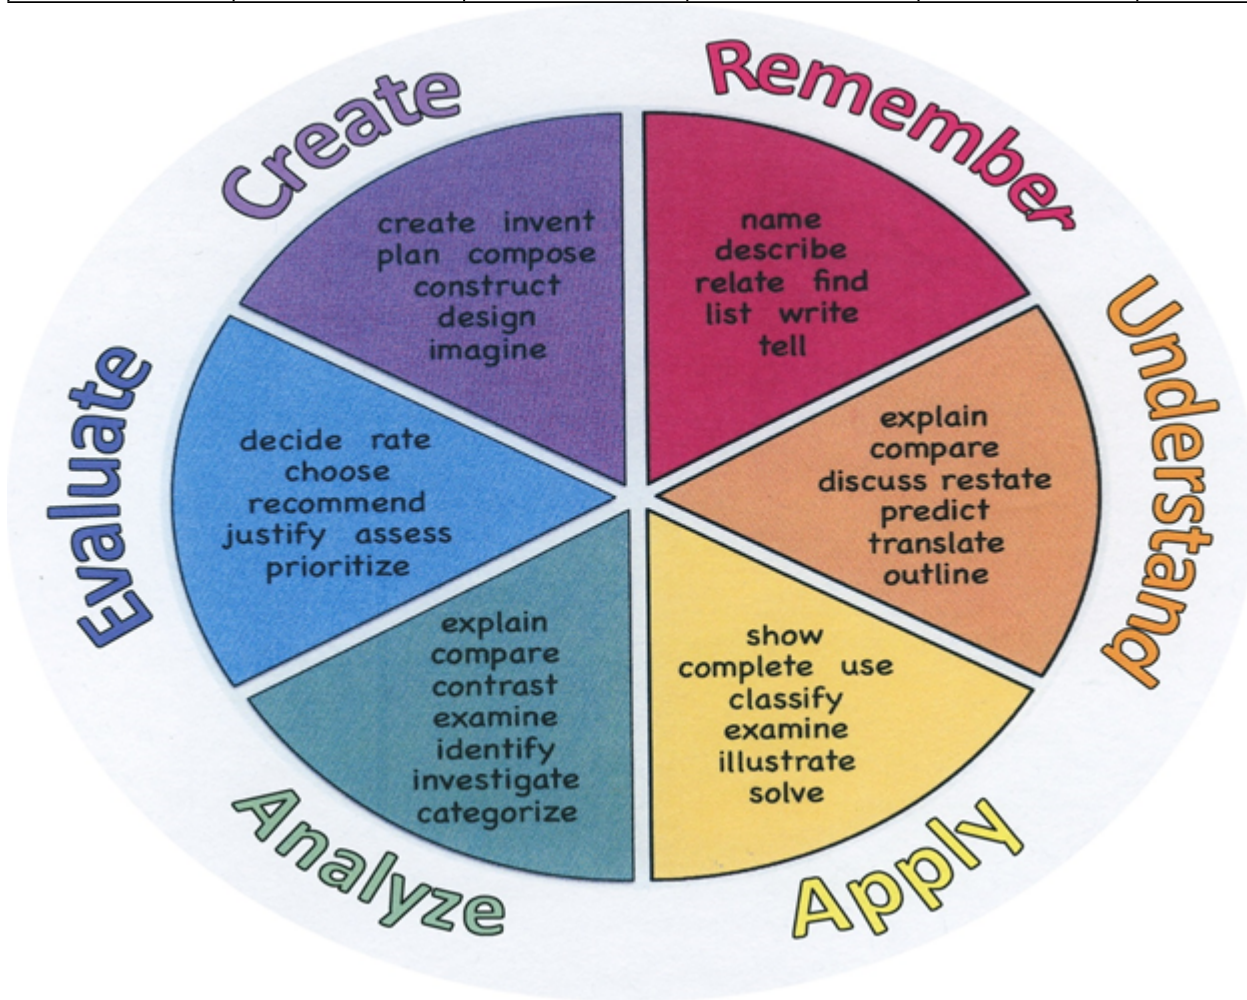 Remember
name
describe
relate find
list write
tell
Understand
explain
compare
discuss restate
predict
translate
outline
Apply
show
complete use
classify
examine
illustrate
solve
Analyze
explain
compare
contrast
examine
identify
investigate
categorize
Evaluate
decide rate
choose
recommend
justify assess
prioritize
Create
create invent
plan compose
construct
design
imagine